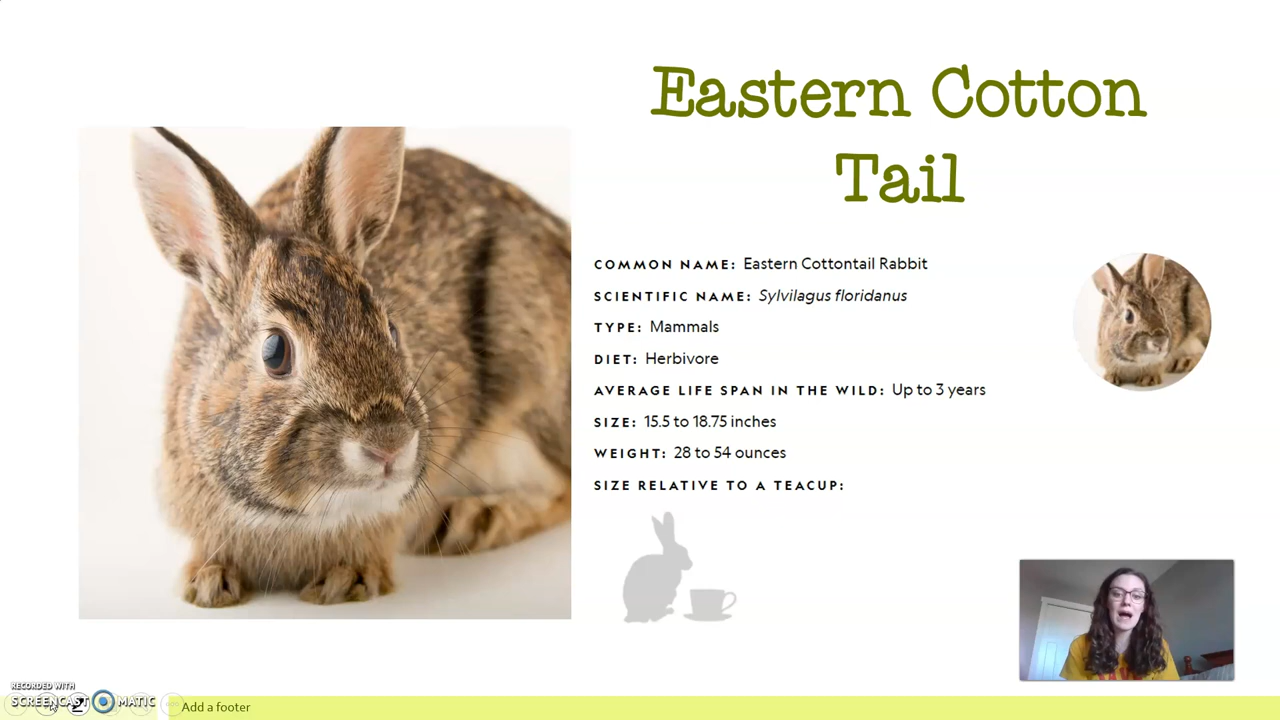 Eastern Cotton
Tail
COMMON NAME: Eastern Cottontail Rabbit
SCIENTIFIC NAME: Sylvilagus floridanus
TYPE: Mammals
DIET: Herbivore
AVERAGE LIFE SPAN IN THE WILD: Up to 3 years
SIZE: 15.5 to 18.75 inches
WEIGHT: 28 to 54 ounces
SIZE RELATIVE TO A TEACUP:
RECORDED WITH
SCREENCAST MATIC
Add a footer